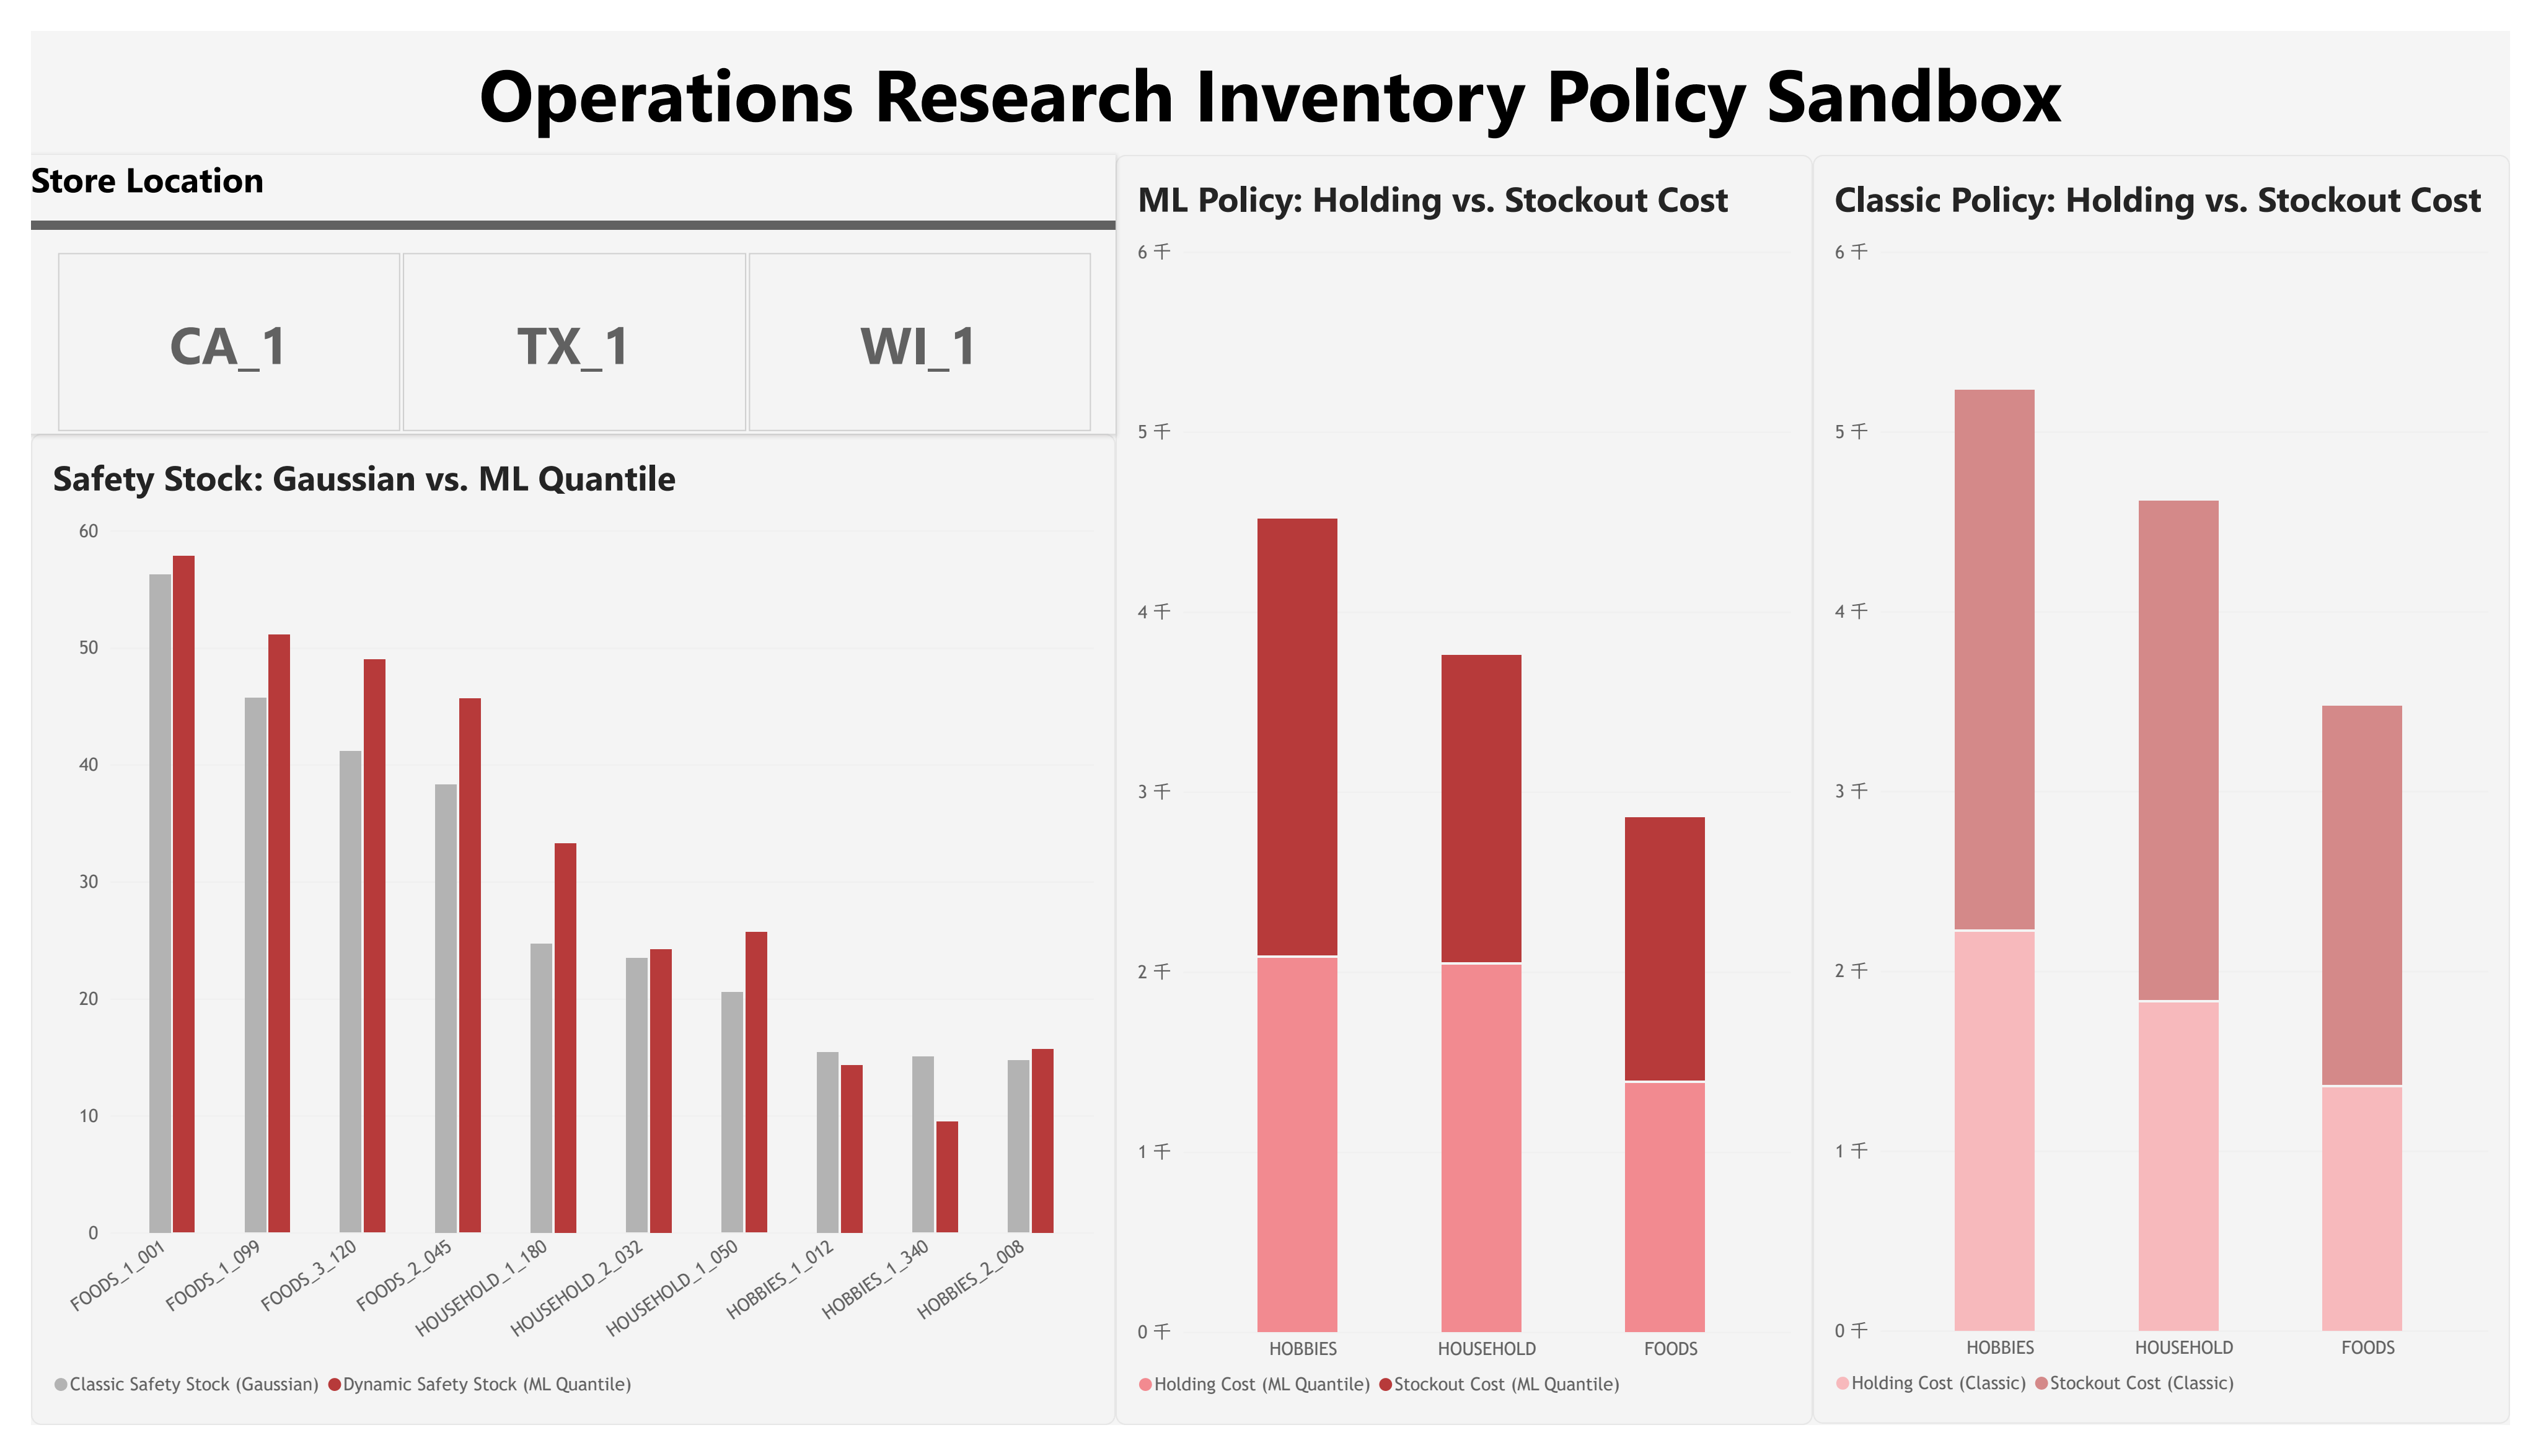 Operations Research Inventory Policy Sandbox
Store Location
CA_1
TX_1
WI_1
Safety Stock: Gaussian vs. ML Quantile
60
50
40
30
20
10
0
FOODS_1_001
FOODS_1_099
FOODS_3_120
FOODS_2_045
HOUSEHOLD_1_180
HOUSEHOLD_2_032
HOUSEHOLD_1_050
HOBBIES_1_012
HOBBIES_1_340
HOBBIES_2_008
Classic Safety Stock (Gaussian) Dynamic Safety Stock (ML Quantile)
ML Policy: Holding vs. Stockout Cost
6 千
5 千
4 千
3 千
2 千
1 千
0 千
HOBBIES HOUSEHOLD FOODS
Holding Cost (ML Quantile) Stockout Cost (ML Quantile)
Classic Policy: Holding vs. Stockout Cost
6 千
5 千
4 千
3 千
2 千
1 千
0 千
HOBBIES HOUSEHOLD FOODS
Holding Cost (Classic) Stockout Cost (Classic)